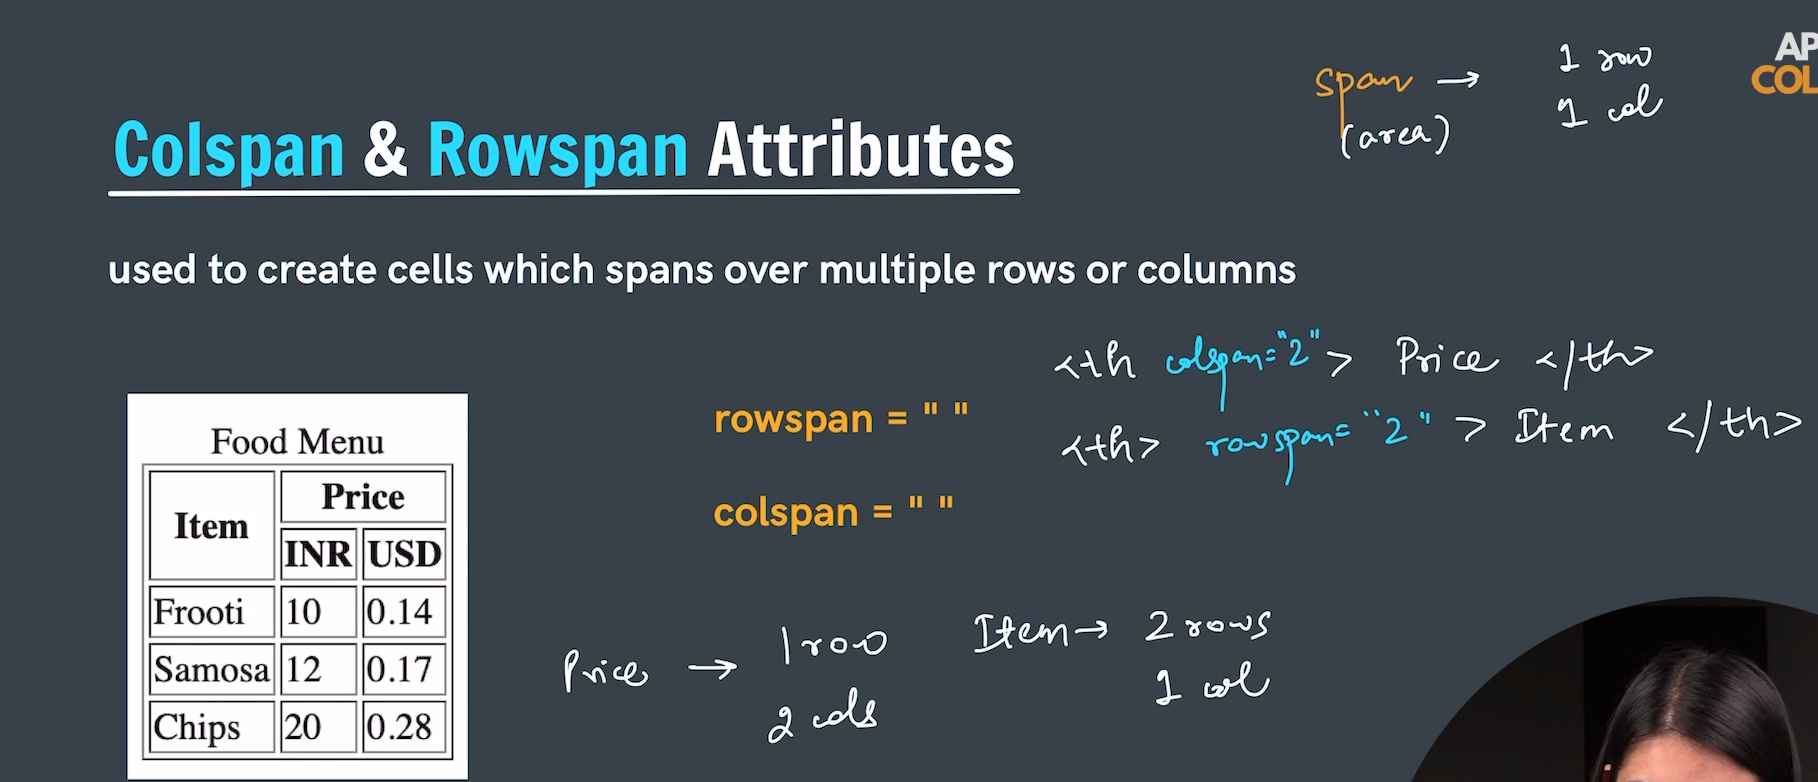 span → 1 row
(area) 1 col
AP
COL
Colspan & Rowspan Attributes
used to create cells which spans over multiple rows or columns
<th colspan="2"> Price </th>
rowspan = " "
<th> rowspan="2" > Item </th>
colspan = " "
Food Menu
Item Price
INR USD
Frooti 10 0.14
Samosa 12 0.17
Chips 20 0.28
Price → 1 row
2 cols
Item → 2 rows
1 col